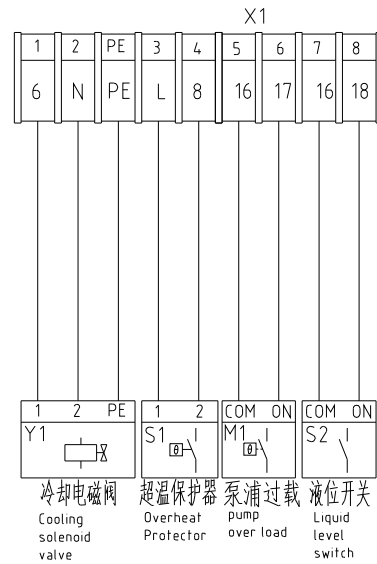 X1
1 2 PE 3 4 5 6 7 8
6 N PE L 8 16 17 16 18
1 2 PE 1 2 COM ON COM ON
Y1 S1 M1 S2
θ θ
冷却电磁阀 超温保护器 泵浦过载 液位开关
Cooling Overheat pump Liquid
solenoid Protector over load level
valve switch